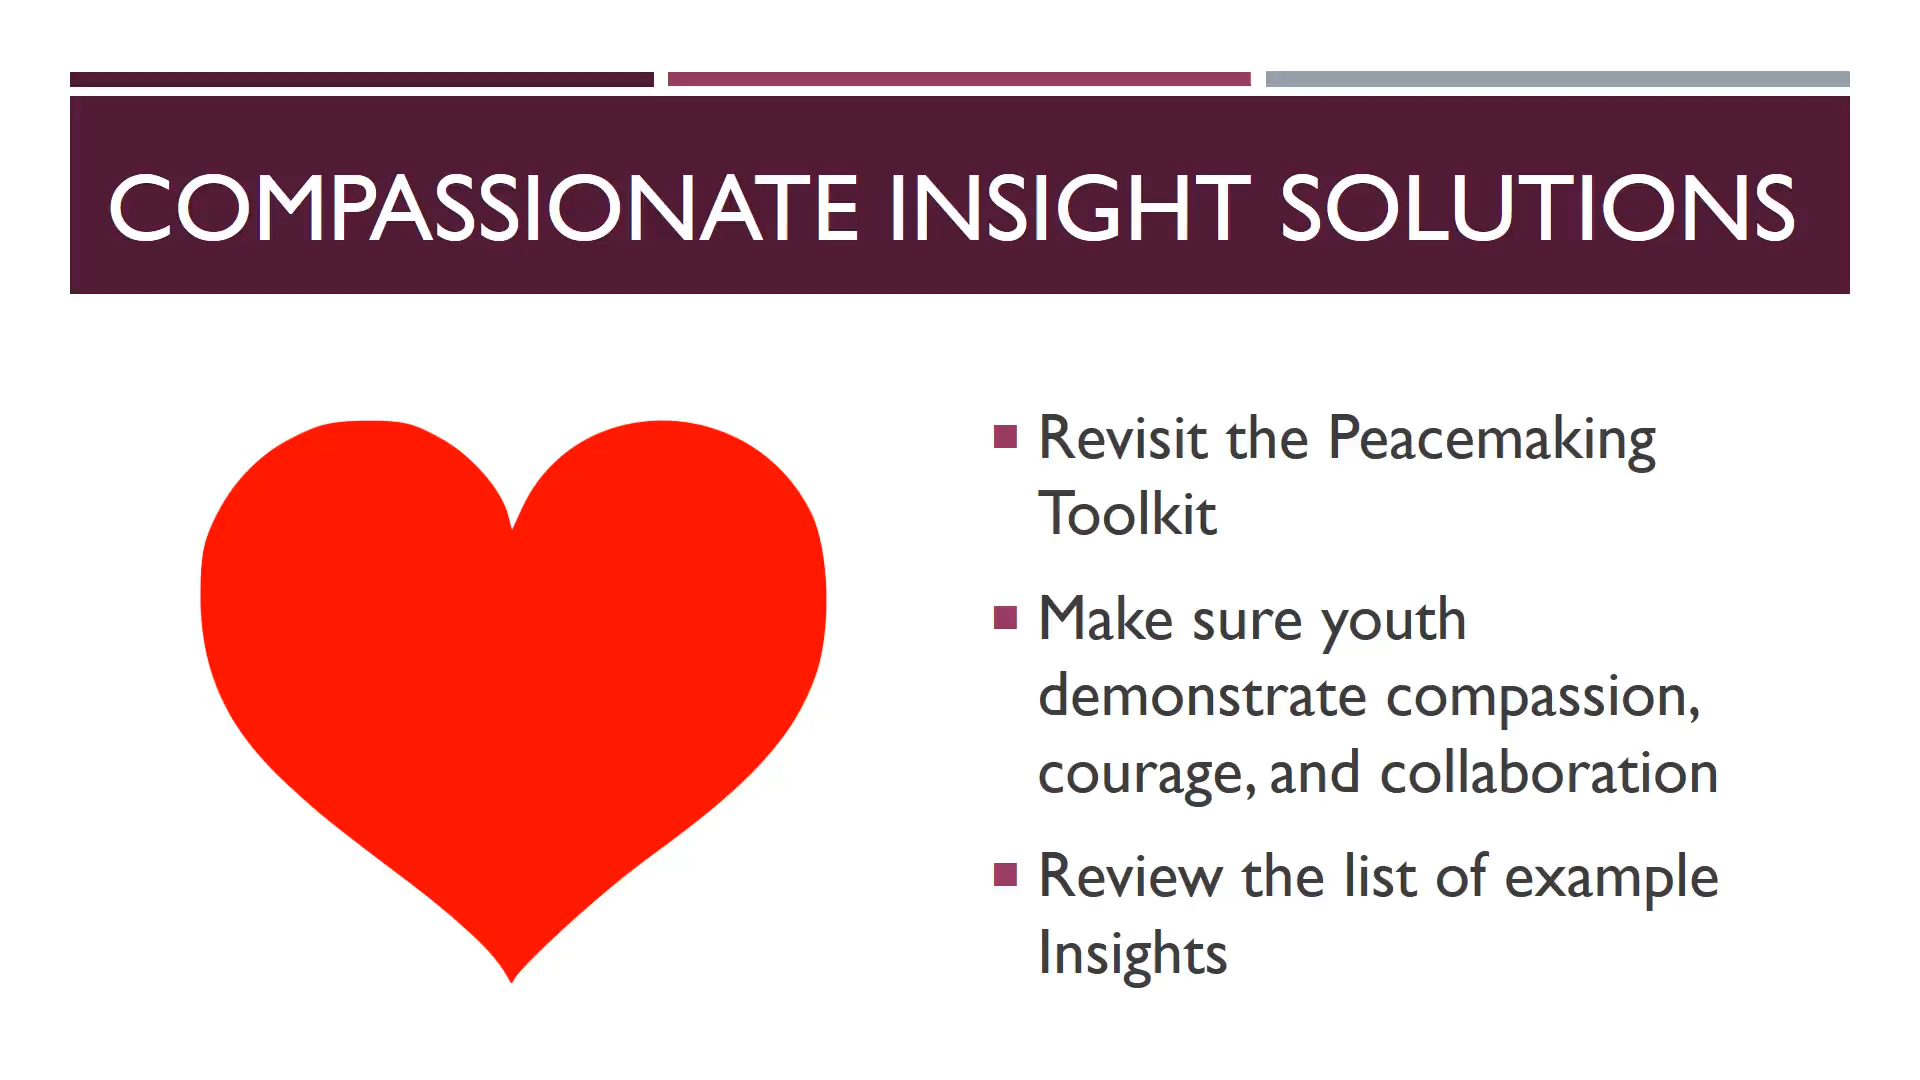 COMPASSIONATE INSIGHT SOLUTIONS
Revisit the Peacemaking
Toolkit
Make sure youth
demonstrate compassion,
courage, and collaboration
Review the list of example
Insights